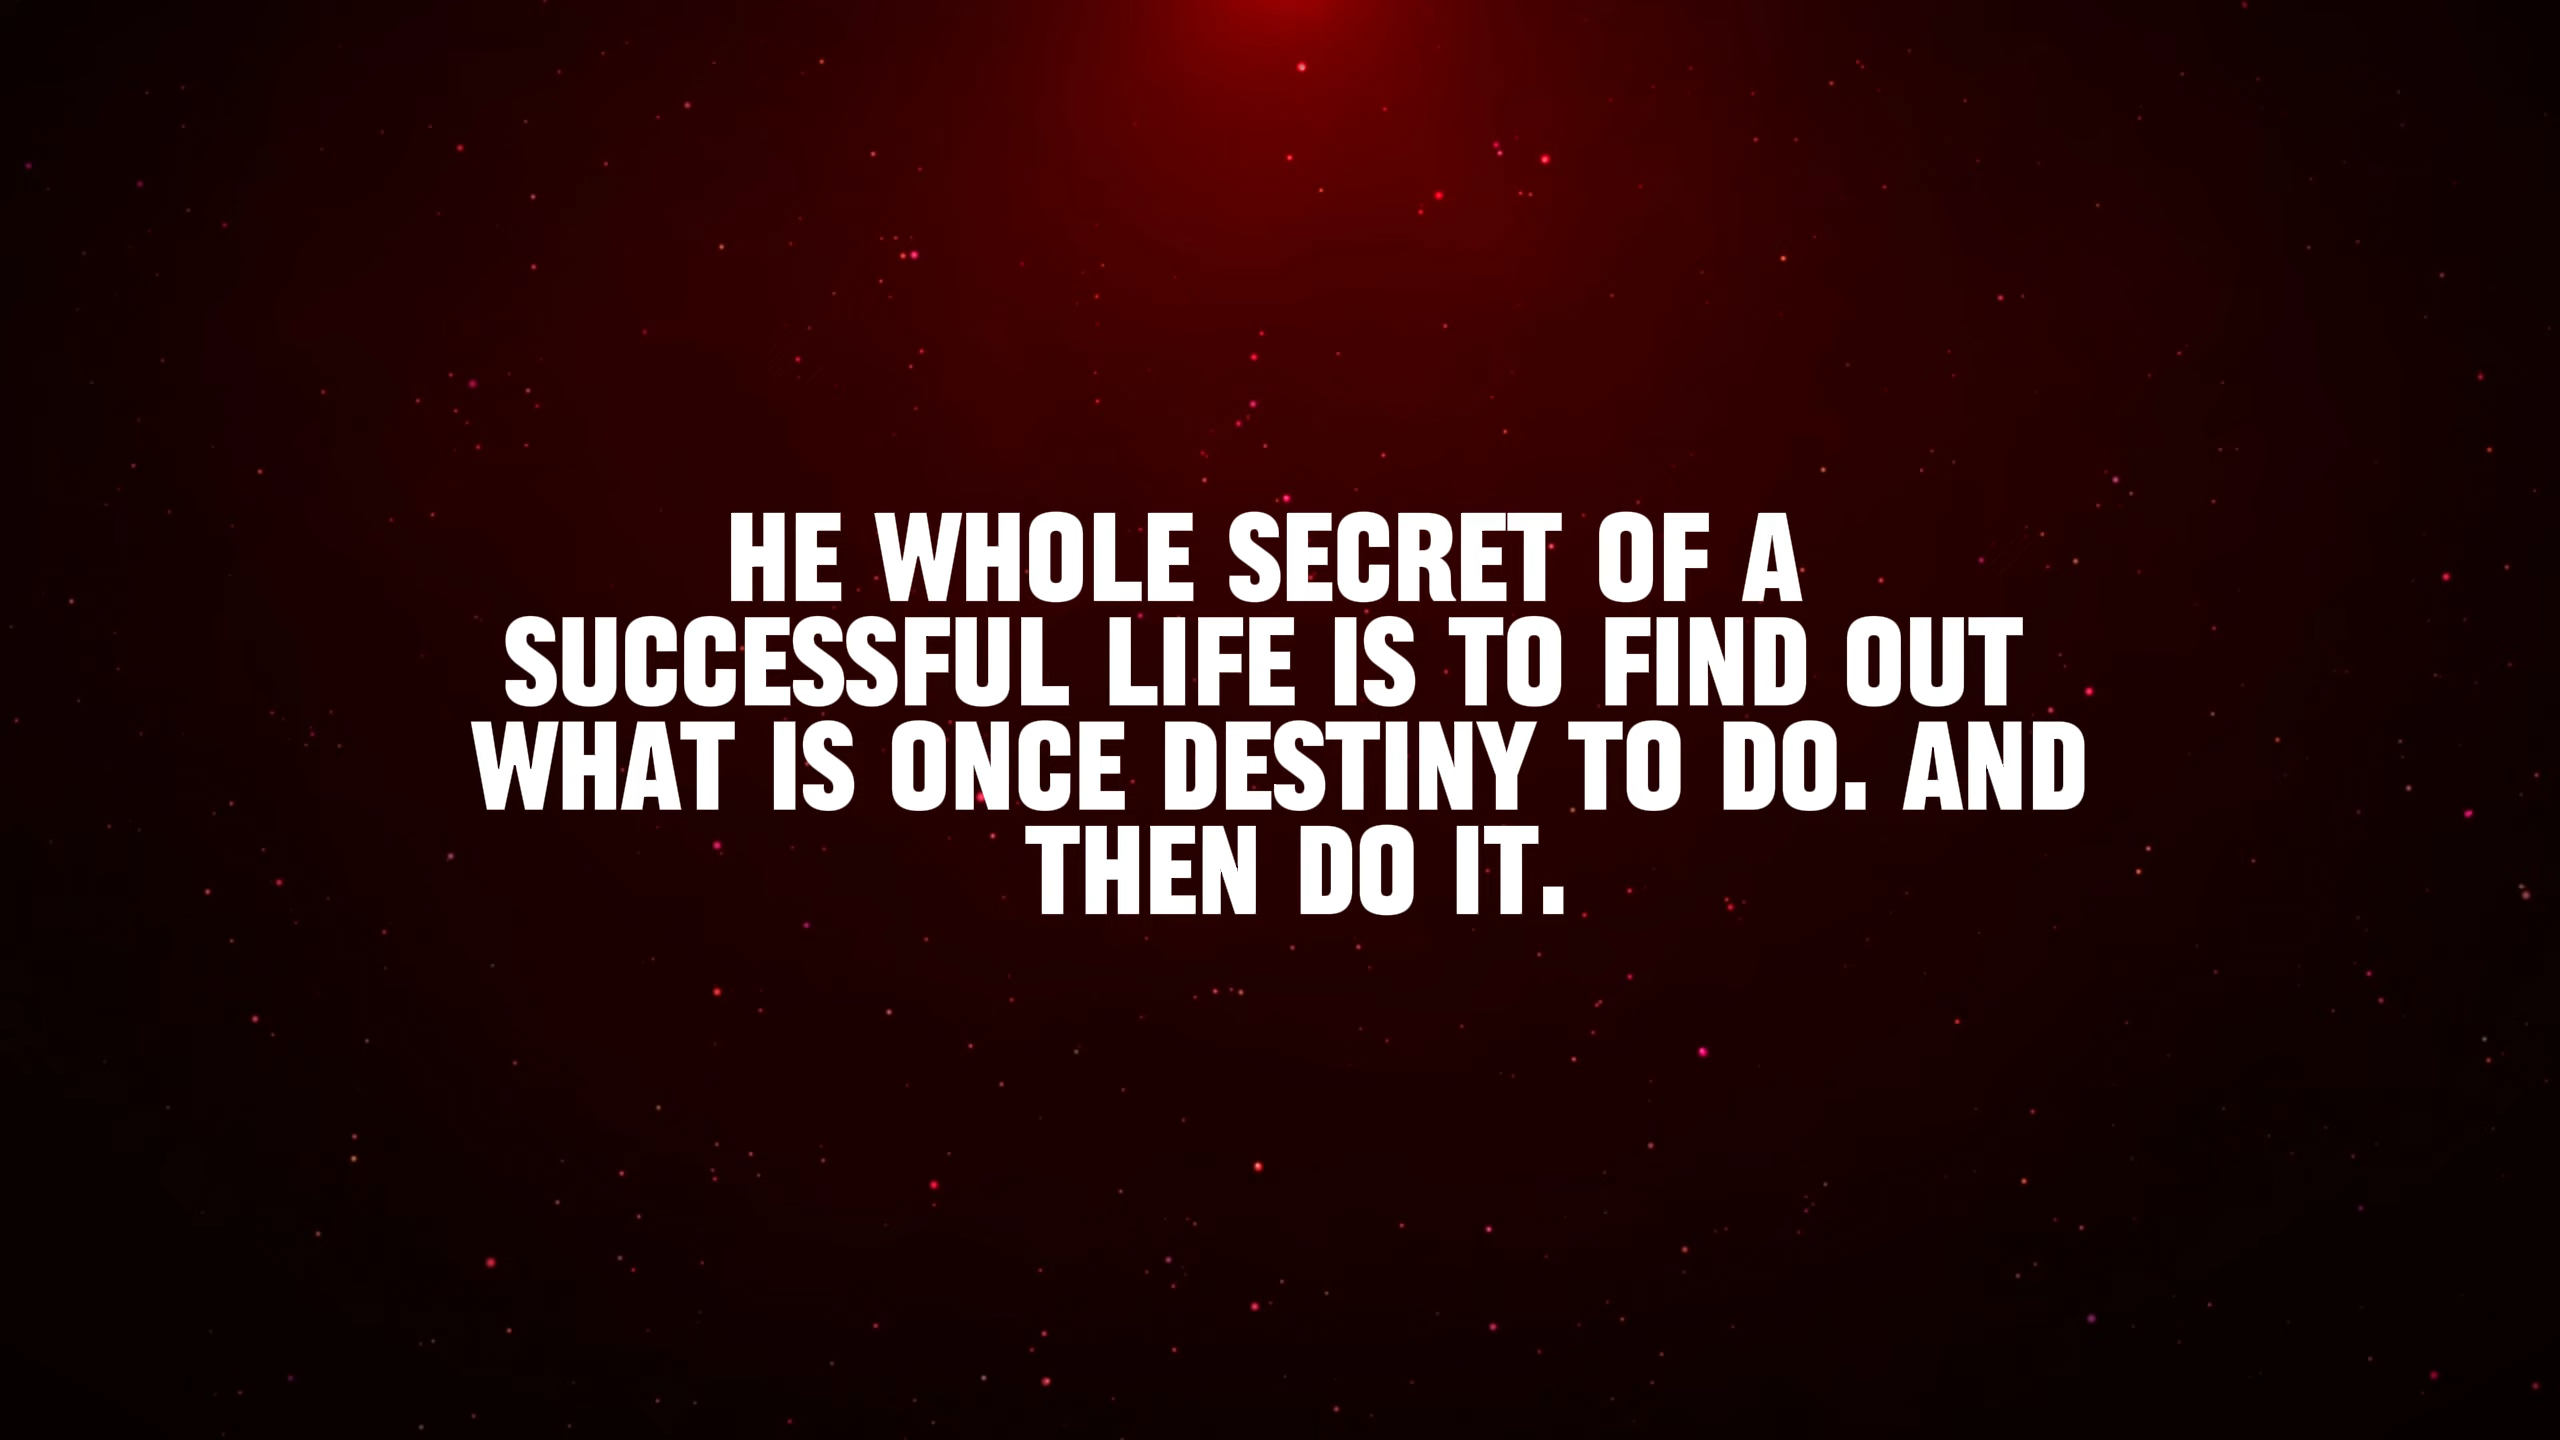 HE WHOLE SECRET OF A
SUCCESSFUL LIFE IS TO FIND OUT
WHAT IS ONCE DESTINY TO DO. AND
THEN DO IT.